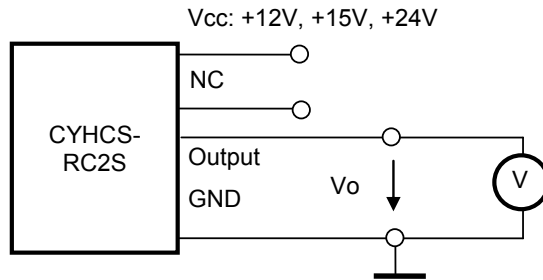 Vcc: +12V, +15V, +24V
NC
CYHCS-
RC2S
Output
GND
Vo
V